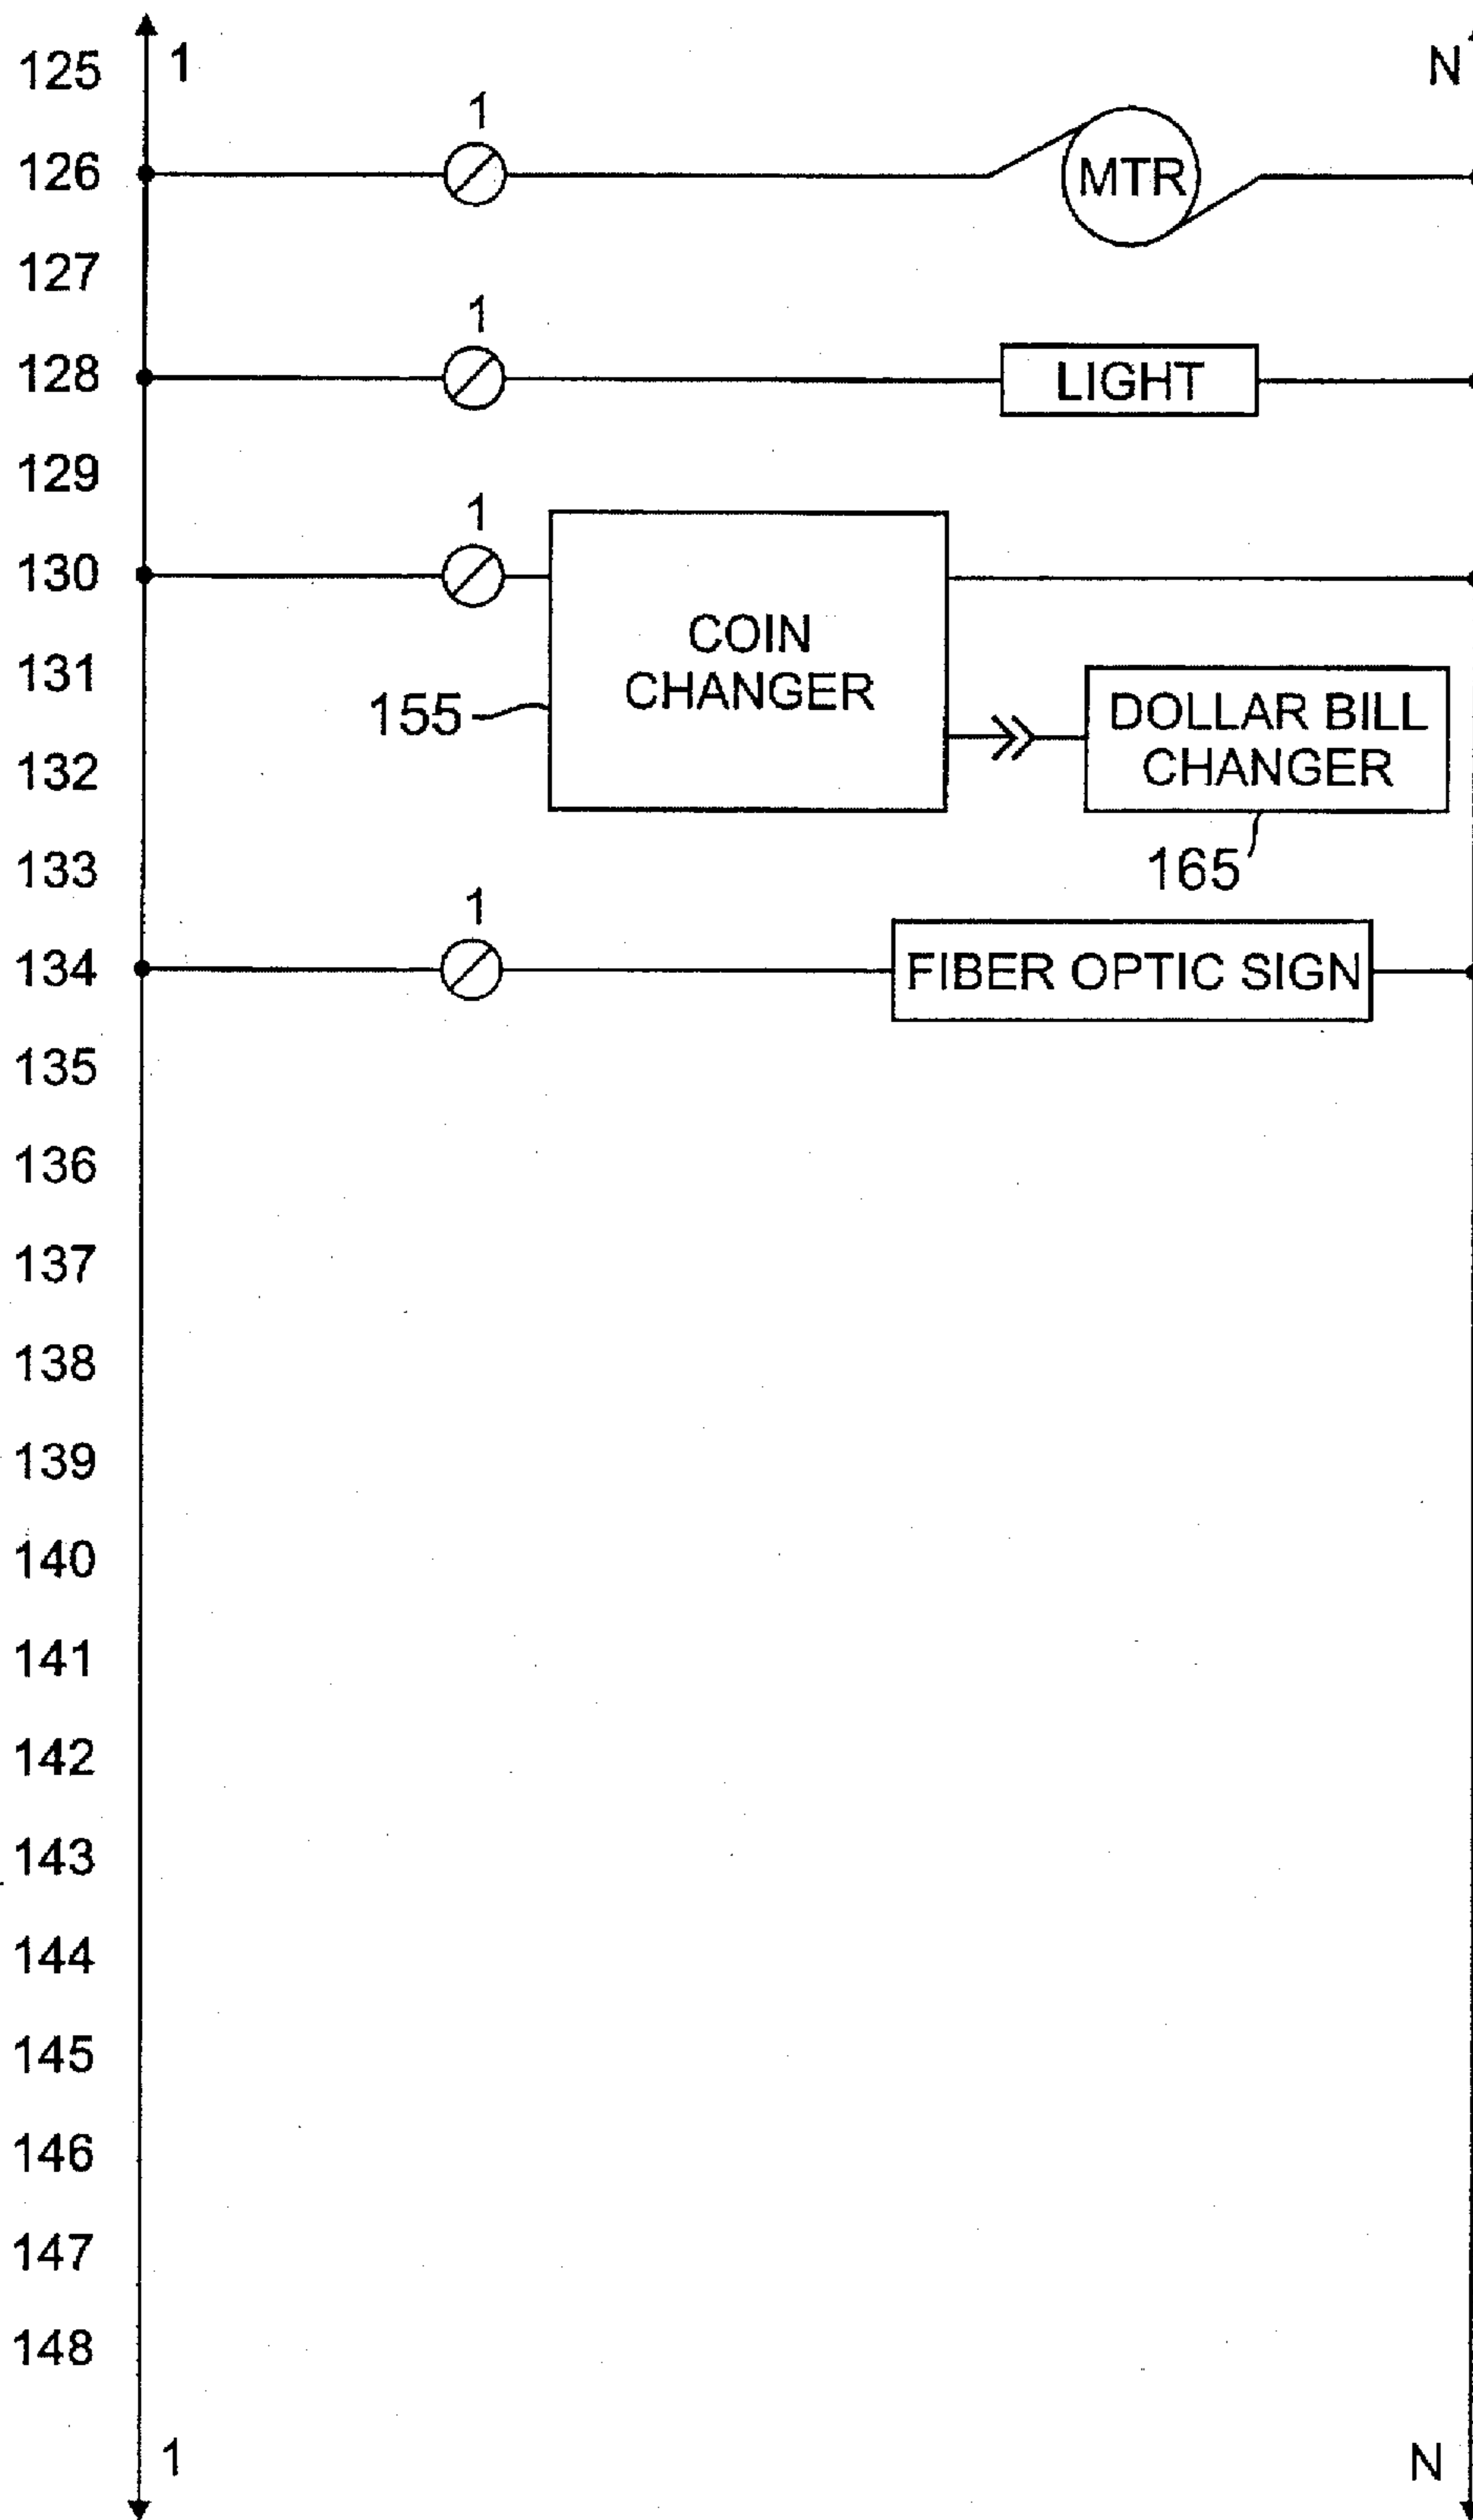 125 1 N
1
126 MTR
127
1
128 LIGHT
129
1
130
COIN
131 CHANGER
155 DOLLAR BILL
132 CHANGER
133 165
1
134 FIBER OPTIC SIGN
135
136
137
138
139
140
141
142
143
144
145
146
147
148
1 N